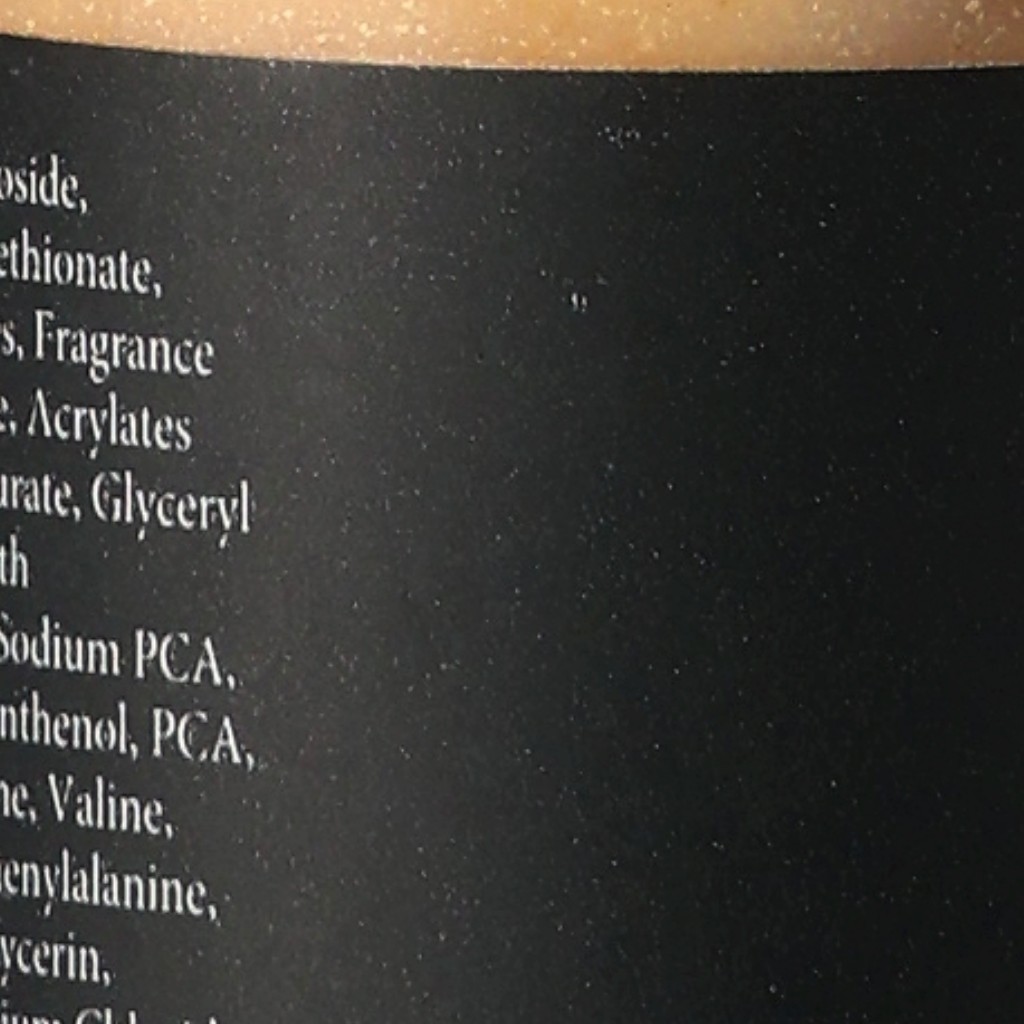 oside,
ethionate,
s, Fragrance
e, Acrylates
urate, Glyceryl
th
Sodium PCA,
nthenol, PCA,
ne, Valine,
enylalanine,
ycerin,